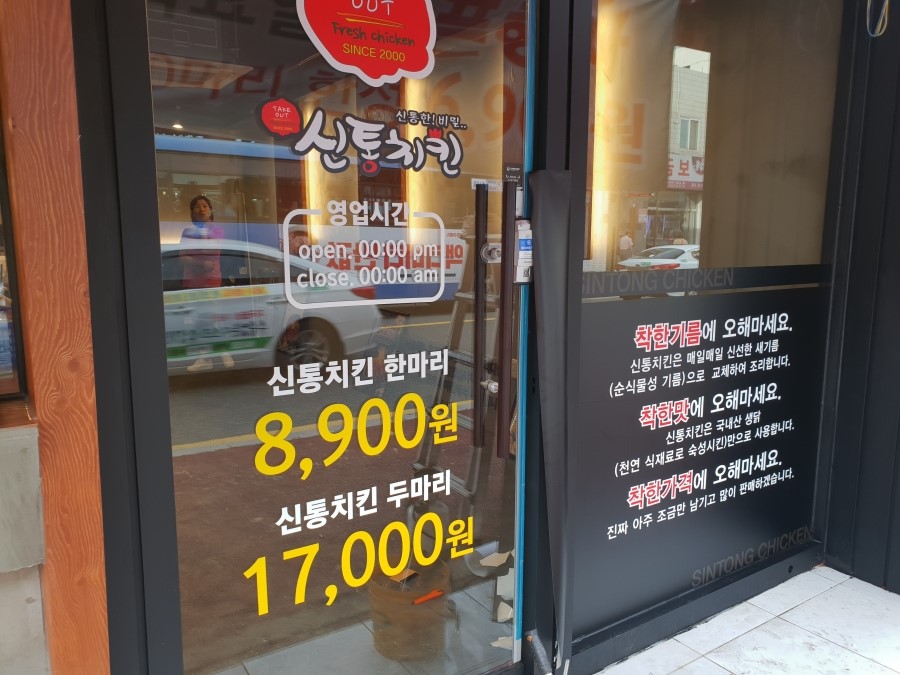 OUT
Fresh chicken
SINCE 2000
TAKE
OUT
신통한! 비밀..
신통치킨
영업시간
open. 00:00 pm
close. 00:00 am
신통치킨 한마리
8,900원
신통치킨 두마리
17,000원
SINTONG CHICKEN
착한기름에 오해마세요.
신통치킨은 매일매일 신선한 새기름
(순식물성 기름)으로 교체하여 조리합니다.
착한맛에 오해마세요.
신통치킨은 국내산 생닭
(천연 식재료로 숙성시킨)만으로 사용합니다.
착한가격에 오해마세요.
진짜 아주 조금만 남기고 많이 판매하겠습니다.
SINTONG CHICKEN